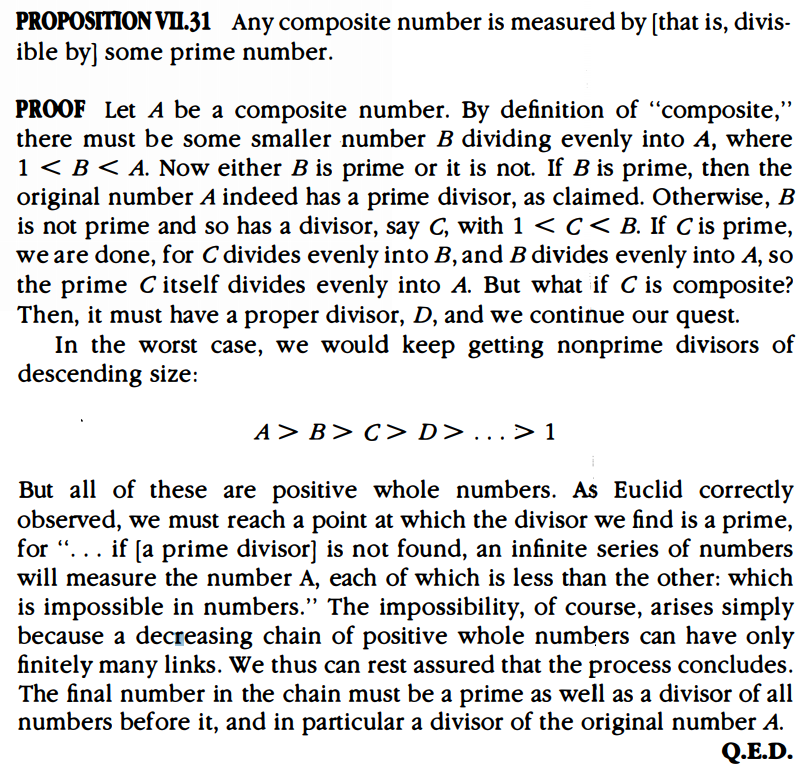 PROPOSITION VII.31 Any composite number is measured by [that is, divis-
ible by] some prime number.
PROOF Let A be a composite number. By definition of “composite,”
there must be some smaller number B dividing evenly into A, where
1 < B < A. Now either B is prime or it is not. If B is prime, then the
original number A indeed has a prime divisor, as claimed. Otherwise, B
is not prime and so has a divisor, say C, with 1 < C < B. If C is prime,
we are done, for C divides evenly into B, and B divides evenly into A, so
the prime C itself divides evenly into A. But what if C is composite?
Then, it must have a proper divisor, D, and we continue our quest.
In the worst case, we would keep getting nonprime divisors of
descending size:
A > B > C > D > . . . > 1
But all of these are positive whole numbers. As Euclid correctly
observed, we must reach a point at which the divisor we find is a prime,
for “. . . if [a prime divisor] is not found, an infinite series of numbers
will measure the number A, each of which is less than the other: which
is impossible in numbers.” The impossibility, of course, arises simply
because a decreasing chain of positive whole numbers can have only
finitely many links. We thus can rest assured that the process concludes.
The final number in the chain must be a prime as well as a divisor of all
numbers before it, and in particular a divisor of the original number A.
Q.E.D.